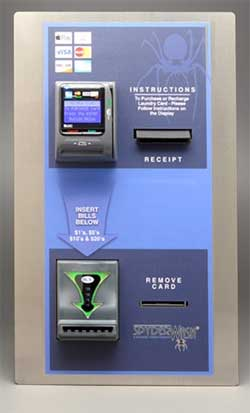 VISA
INSTRUCTIONS
To Purchase or Recharge
Laundry Card - Please
Follow Instructions on
the Display
RECEIPT
INSERT
BILLS
BELOW
$1's, $5's
$10's & $20's
REMOVE
CARD
SPYDERWASH